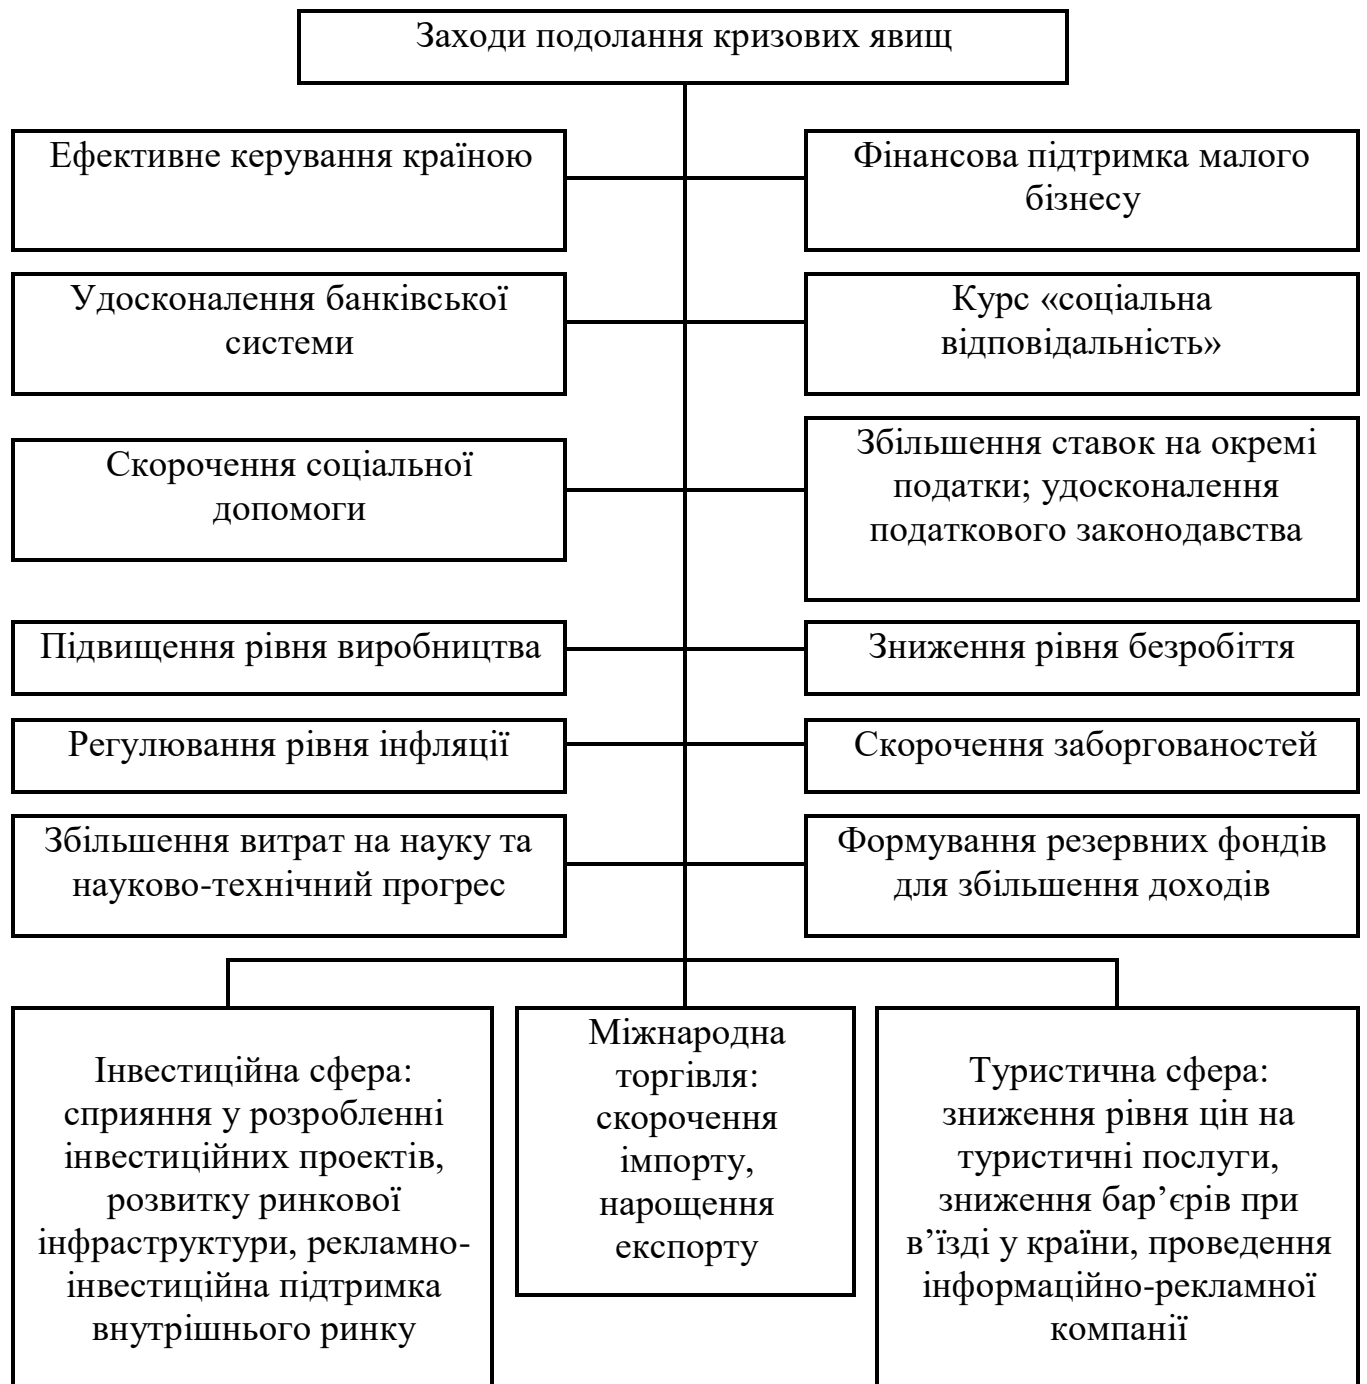 Заходи подолання кризових явищ
Ефективне керування країною
Фінансова підтримка малого
бізнесу
Удосконалення банківської
системи
Курс «соціальна
відповідальність»
Скорочення соціальної
допомоги
Збільшення ставок на окремі
податки; удосконалення
податкового законодавства
Підвищення рівня виробництва
Зниження рівня безробіття
Регулювання рівня інфляції
Скорочення заборгованостей
Збільшення витрат на науку та
науково-технічний прогрес
Формування резервних фондів
для збільшення доходів
Інвестиційна сфера:
сприяння у розробленні
інвестиційних проектів,
розвитку ринкової
інфраструктури, рекламно-
інвестиційна підтримка
внутрішнього ринку
Міжнародна
торгівля:
скорочення
імпорту,
нарощення
експорту
Туристична сфера:
зниження рівня цін на
туристичні послуги,
зниження бар’єрів при
в’їзді у країни, проведення
інформаційно-рекламної
компанії